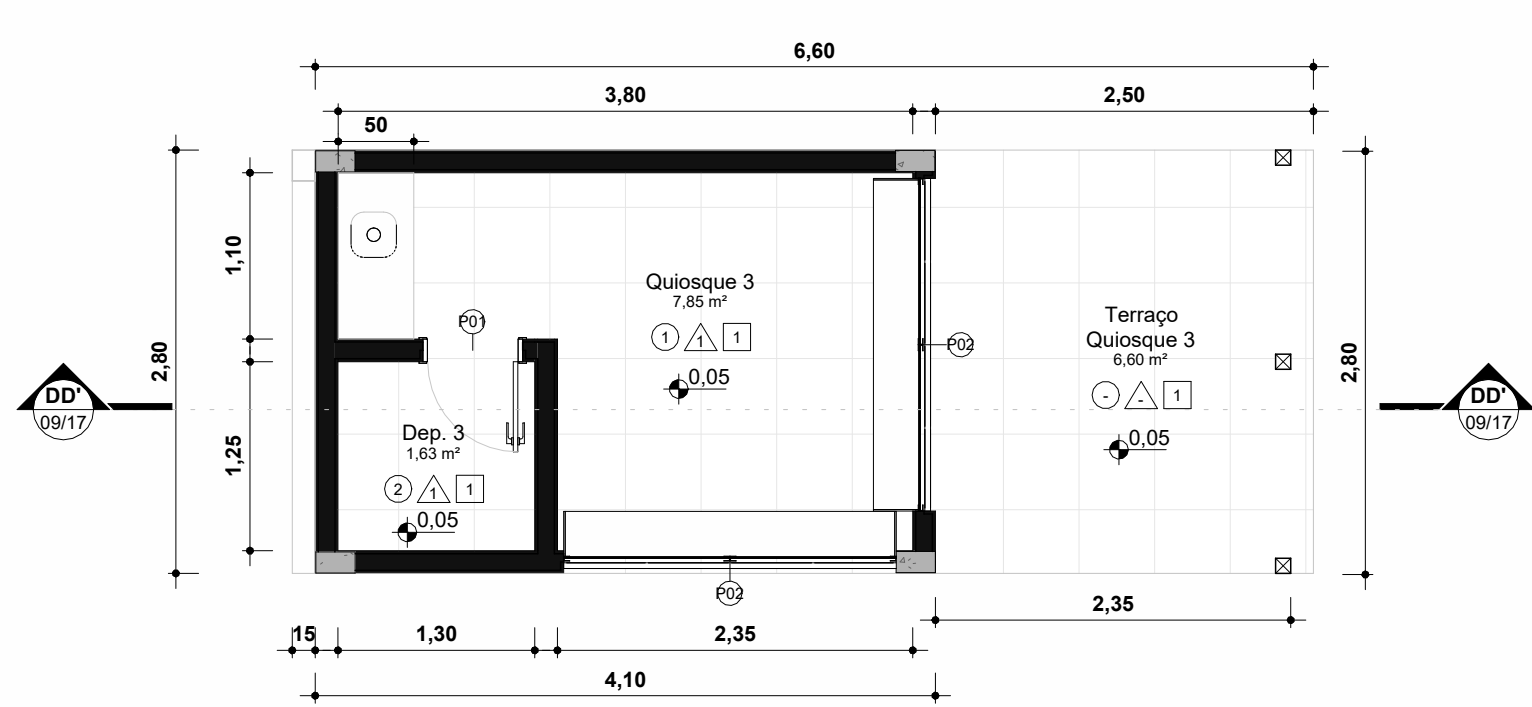 6,60
3,80
2,50
50
1,10
2,80
1,25
DD'
09/17
P01
Quiosque 3
7,85 m²
1 1 1
0,05
P02
Terraço
Quiosque 3
6,60 m²
- - 1
0,05
2,80
DD'
09/17
Dep. 3
1,63 m²
2 1 1
0,05
P02
2,35
15
1,30
2,35
4,10